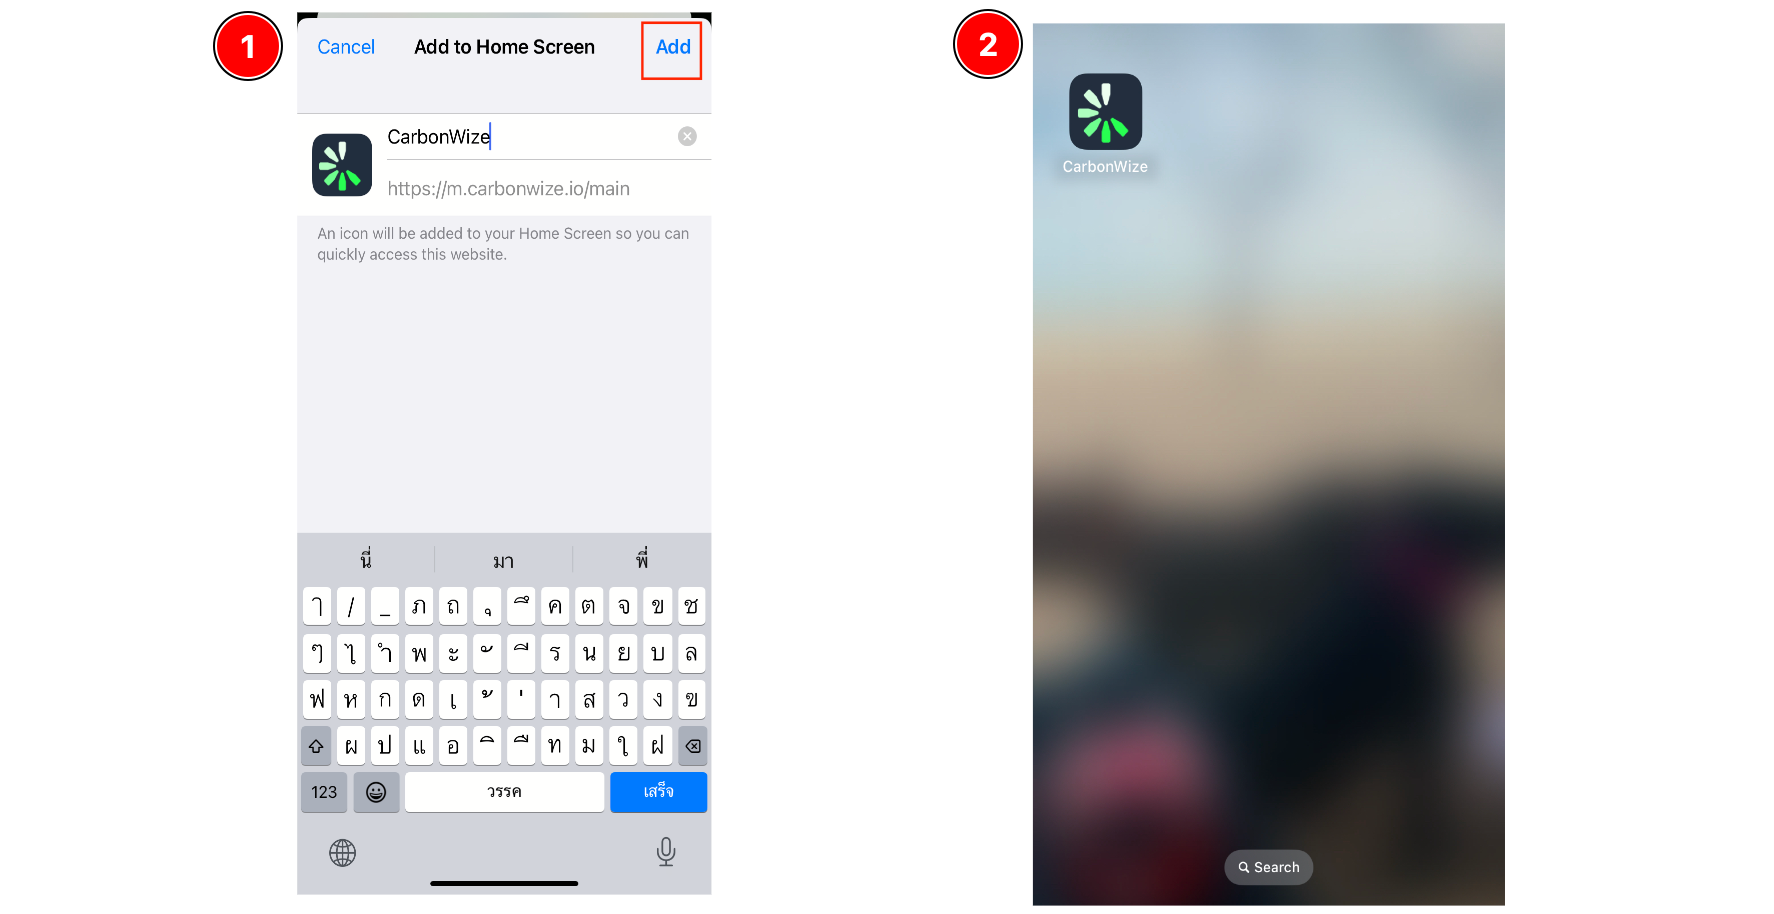 1
Cancel
Add to Home Screen
Add
CarbonWize
https://m.carbonwize.io/main
An icon will be added to your Home Screen so you can
quickly access this website.
นี่ มา พี่
ๅ / _ ภ ถ ุ ึ ค ต จ ข ช
ๆ ไ ำ พ ะ ั ี ร น ย บ ล
ฟ ห ก ด เ ้ ่ า ส ว ง ฃ
ผ ป แ อ ิ ื ท ม ใ ฝ
123 วรรค เสร็จ
2
CarbonWize
Search